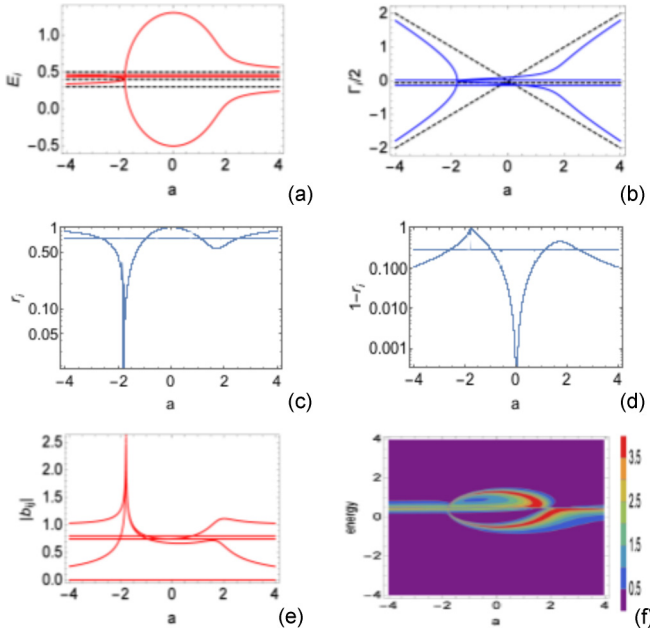 1.0
0.5
0.0
−0.5
E_i
−4 −2 0 2 4
a
(a)
2
1
0
−1
−2
Γ_i/2
−4 −2 0 2 4
a
(b)
1
0.50
0.10
0.05
r_i
−4 −2 0 2 4
a
(c)
1
0.100
0.010
0.001
1−r_i
−4 −2 0 2 4
a
(d)
2.5
2.0
1.5
1.0
0.5
0.0
|b_ij|
−4 −2 0 2 4
a
(e)
4
2
0
−2
−4
energy
−4 −2 0 2 4
a
3.5
2.5
1.5
0.5
(f)